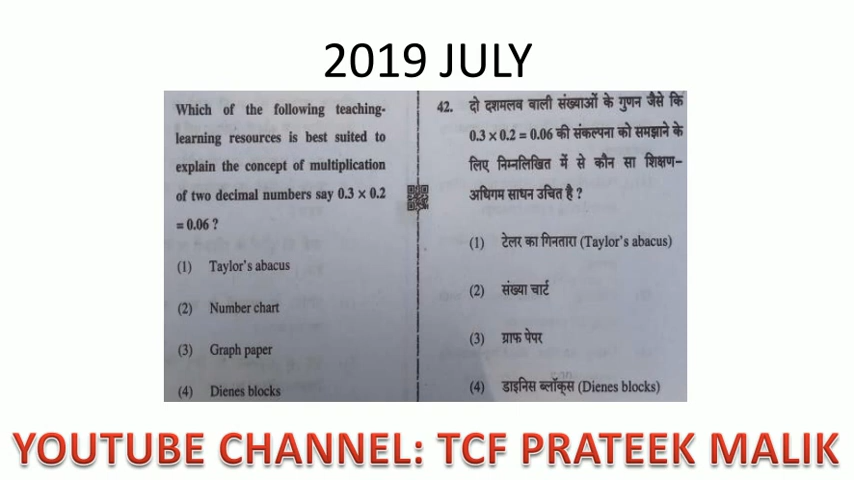 2019 JULY
Which of the following teaching-
learning resources is best suited to
explain the concept of multiplication
of two decimal numbers say 0.3 × 0.2
= 0.06 ?
(1) Taylor's abacus
(2) Number chart
(3) Graph paper
(4) Dienes blocks
42. दो दशमलव वाली संख्याओं के गुणन जैसे कि
0.3 × 0.2 = 0.06 की संकल्पना को समझाने के
लिए निम्नलिखित में से कौन सा शिक्षण-
अधिगम साधन उचित है ?
(1) टेलर का गिनतारा (Taylor's abacus)
(2) संख्या चार्ट
(3) ग्राफ पेपर
(4) डाइनिस ब्लॉक्स (Dienes blocks)
YOUTUBE CHANNEL: TCF PRATEEK MALIK